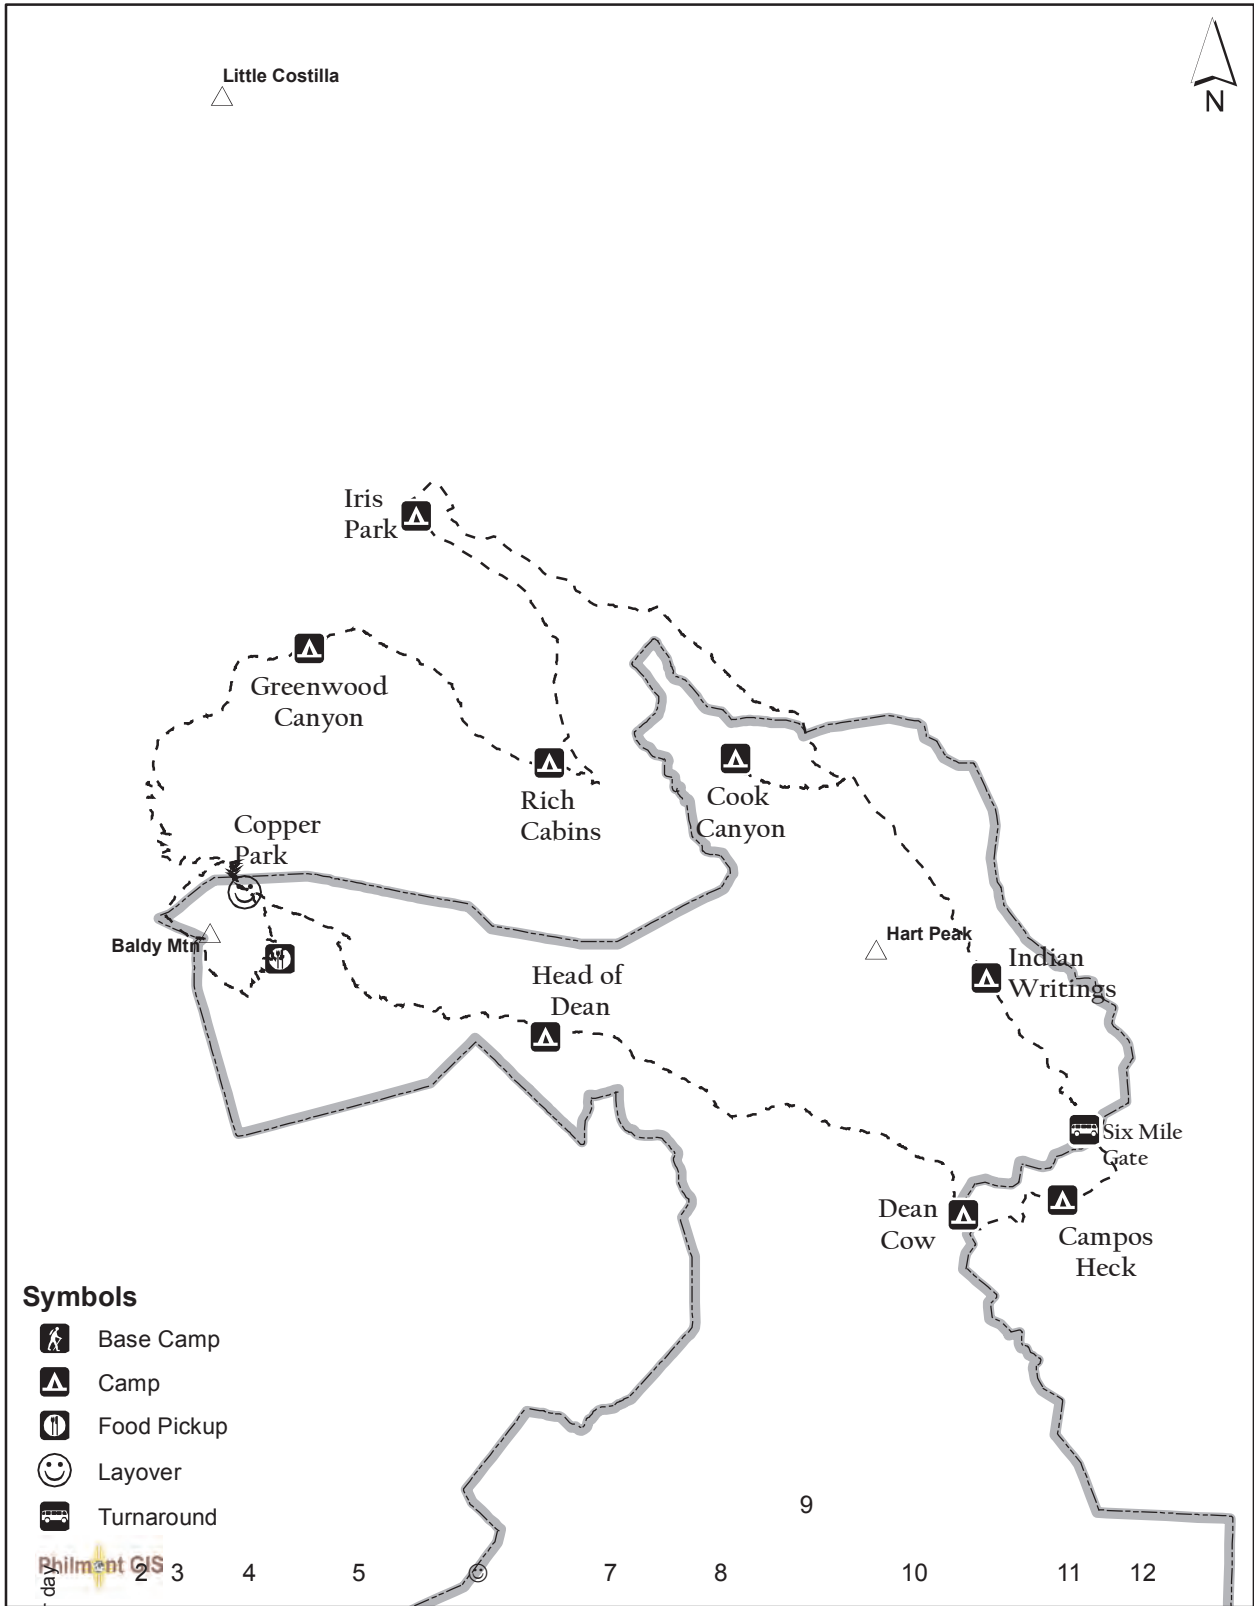 Little Costilla
N
Iris
Park
Greenwood
Canyon
Rich
Cabins
Cook
Canyon
Copper
Park
Baldy Mtn
Hart Peak
Indian
Writings
Head of
Dean
Six Mile
Gate
Dean
Cow
Campos
Heck
Symbols
Base Camp
Camp
Food Pickup
Layover
Turnaround
9
Philmont GIS
day
2 3 4 5 7 8 10 11 12